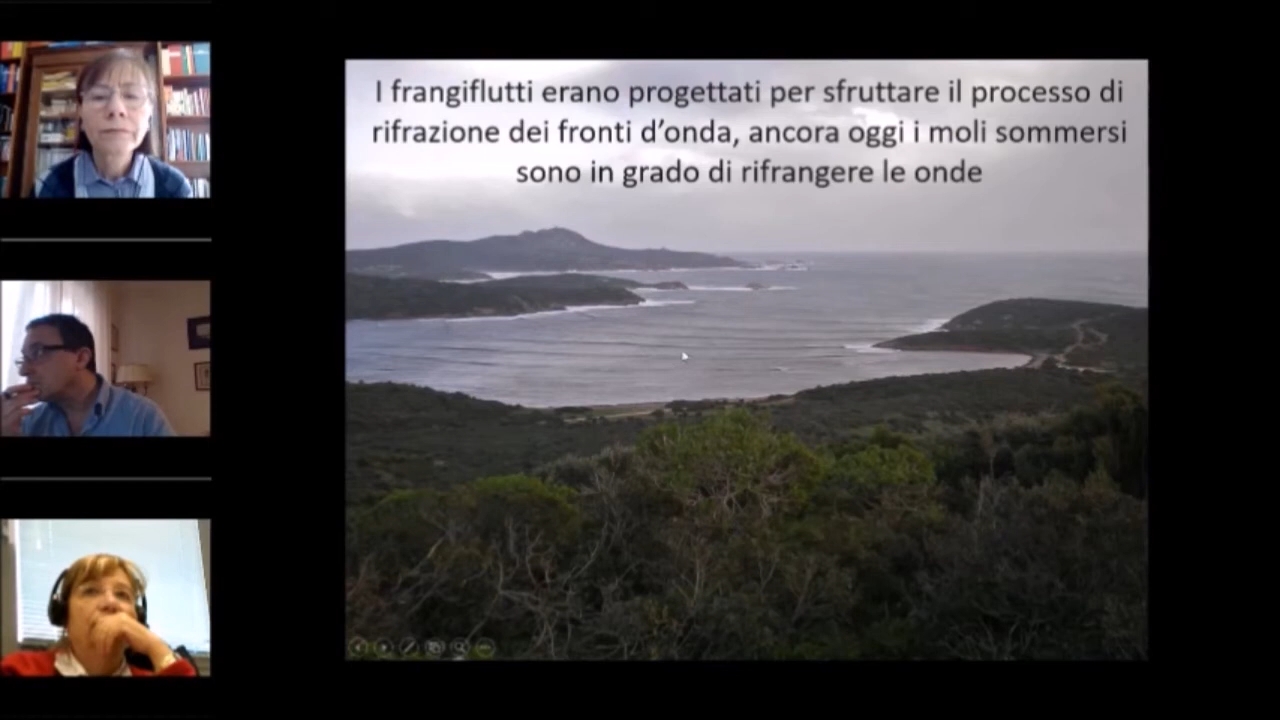 I frangiflutti erano progettati per sfruttare il processo di
rifrazione dei fronti d’onda, ancora oggi i moli sommersi
sono in grado di rifrangere le onde